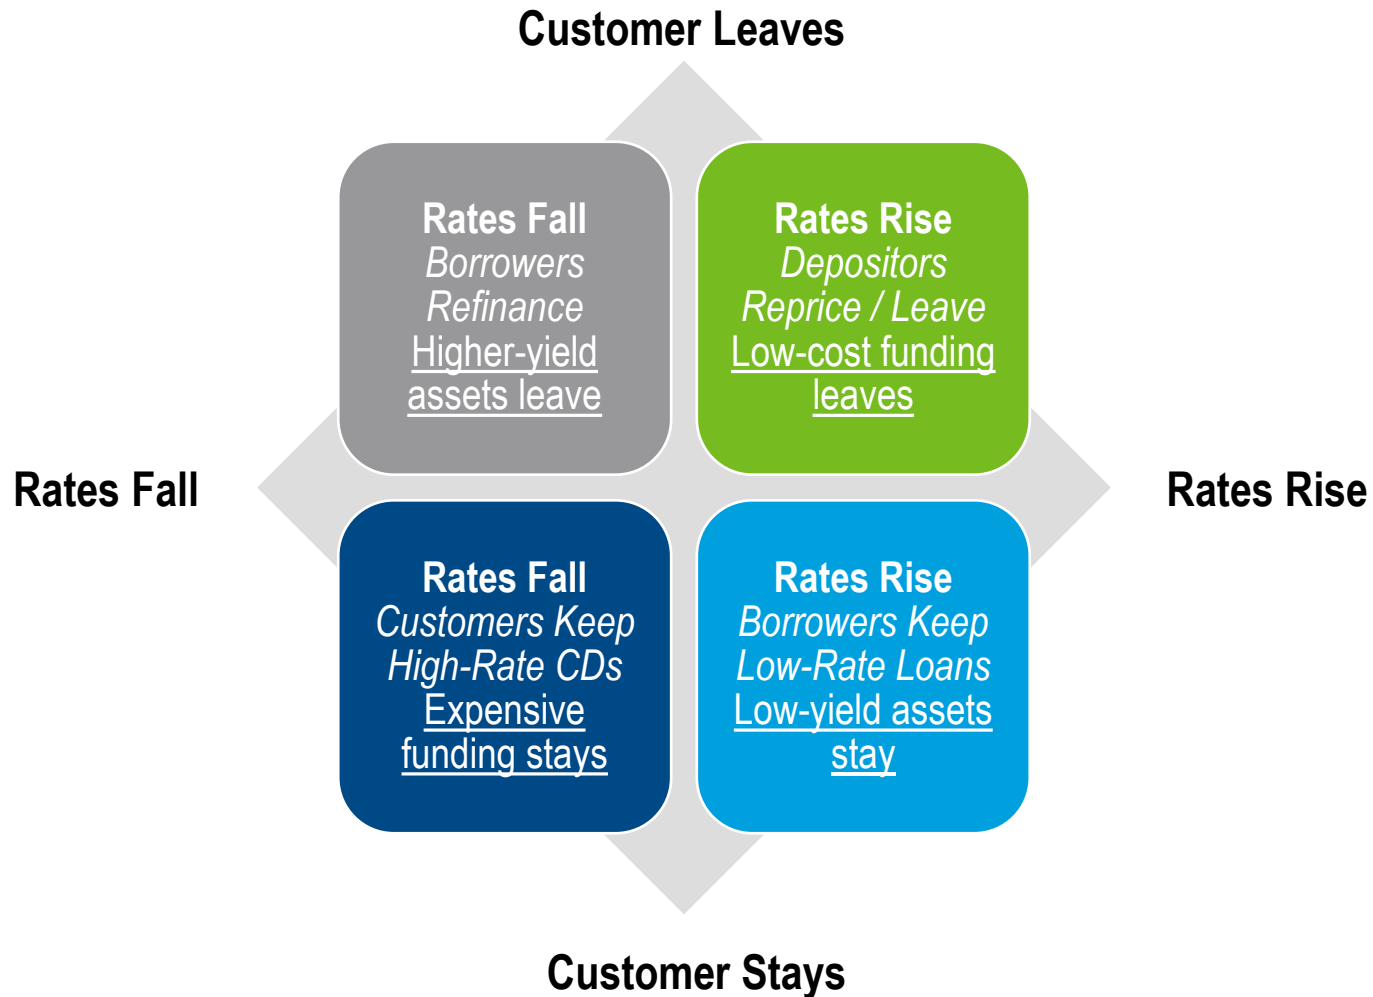 Customer Leaves
Rates Fall
Borrowers
Refinance
Higher-yield
assets leave
Rates Rise
Depositors
Reprice / Leave
Low-cost funding
leaves
Rates Fall
Rates Rise
Rates Fall
Customers Keep
High-Rate CDs
Expensive
funding stays
Rates Rise
Borrowers Keep
Low-Rate Loans
Low-yield assets
stay
Customer Stays